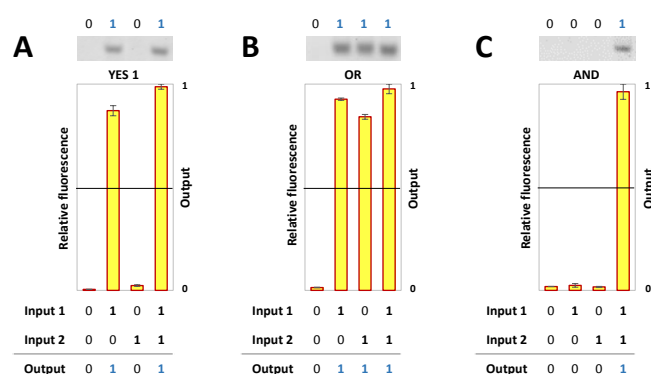 0 1 0 1
A
YES 1
Relative fluorescence
1
Output
0
Input 1 0 1 0 1
Input 2 0 0 1 1
Output 0 1 0 1
0 1 1 1
B
OR
Relative fluorescence
1
Output
0
Input 1 0 1 0 1
Input 2 0 0 1 1
Output 0 1 1 1
0 0 0 1
C
AND
Relative fluorescence
1
Output
0
Input 1 0 1 0 1
Input 2 0 0 1 1
Output 0 0 0 1